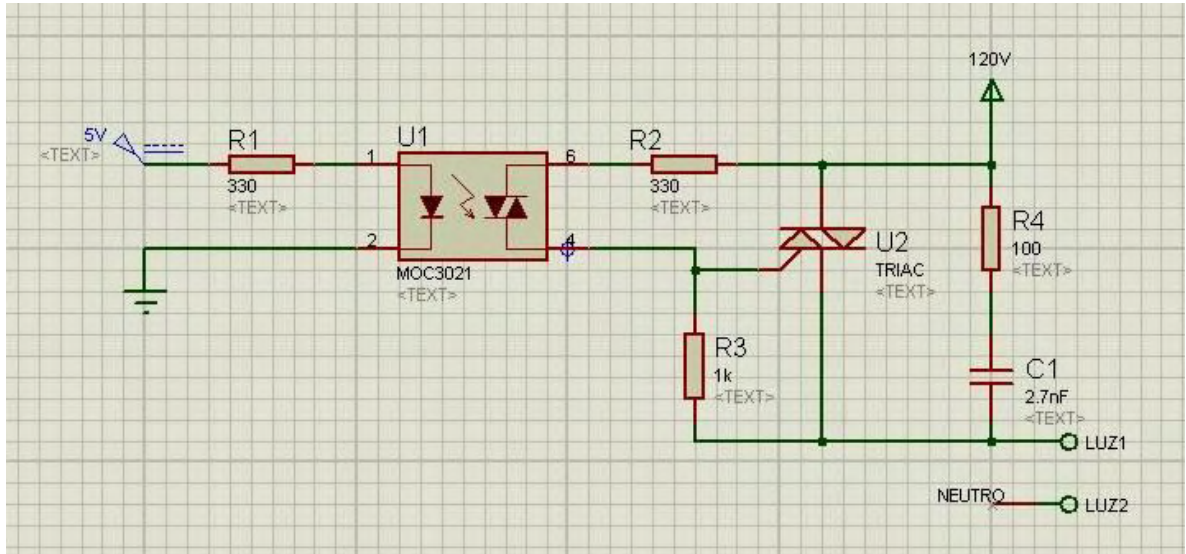 120V
5V
<TEXT>
R1
330
<TEXT>
U1
1
2
6
4
MOC3021
<TEXT>
R2
330
<TEXT>
U2
TRIAC
<TEXT>
R4
100
<TEXT>
R3
1k
<TEXT>
C1
2.7nF
<TEXT>
LUZ1
NEUTRO
LUZ2